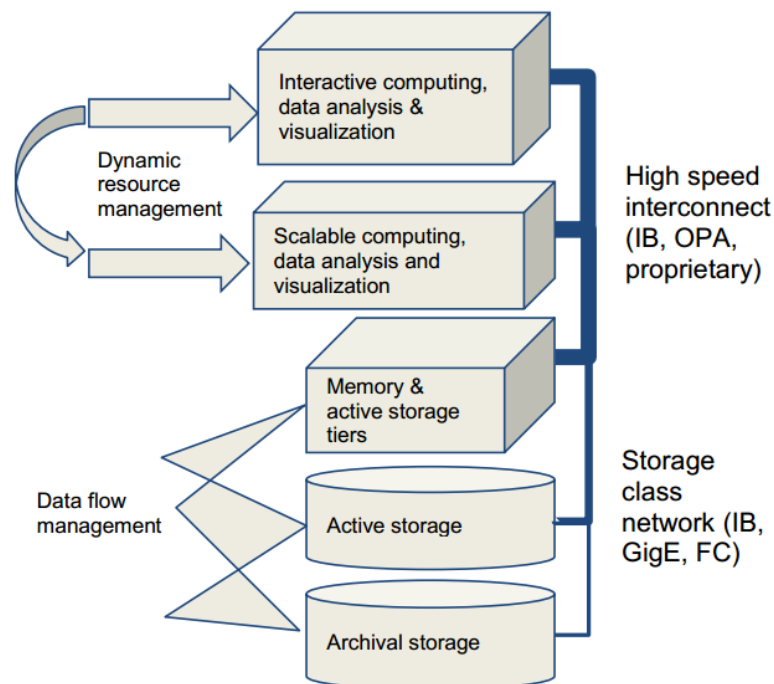 Interactive computing,
data analysis &
visualization
Dynamic
resource
management
Scalable computing,
data analysis and
visualization
High speed
interconnect
(IB, OPA,
proprietary)
Memory &
active storage
tiers
Data flow
management
Active storage
Storage
class
network (IB,
GigE, FC)
Archival storage